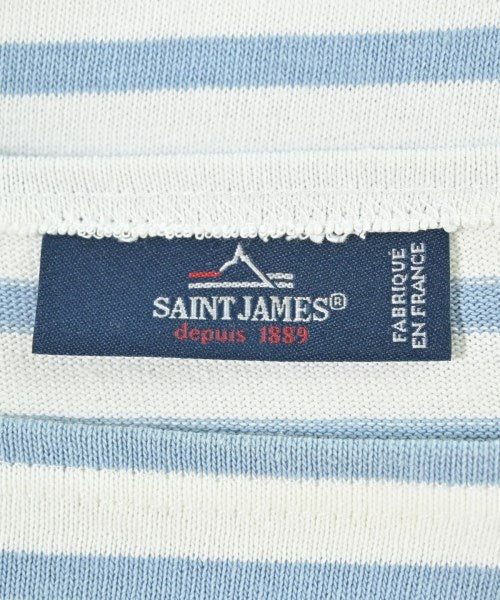 SAINT JAMES®
depuis 1889
FABRIQUÉ
EN FRANCE